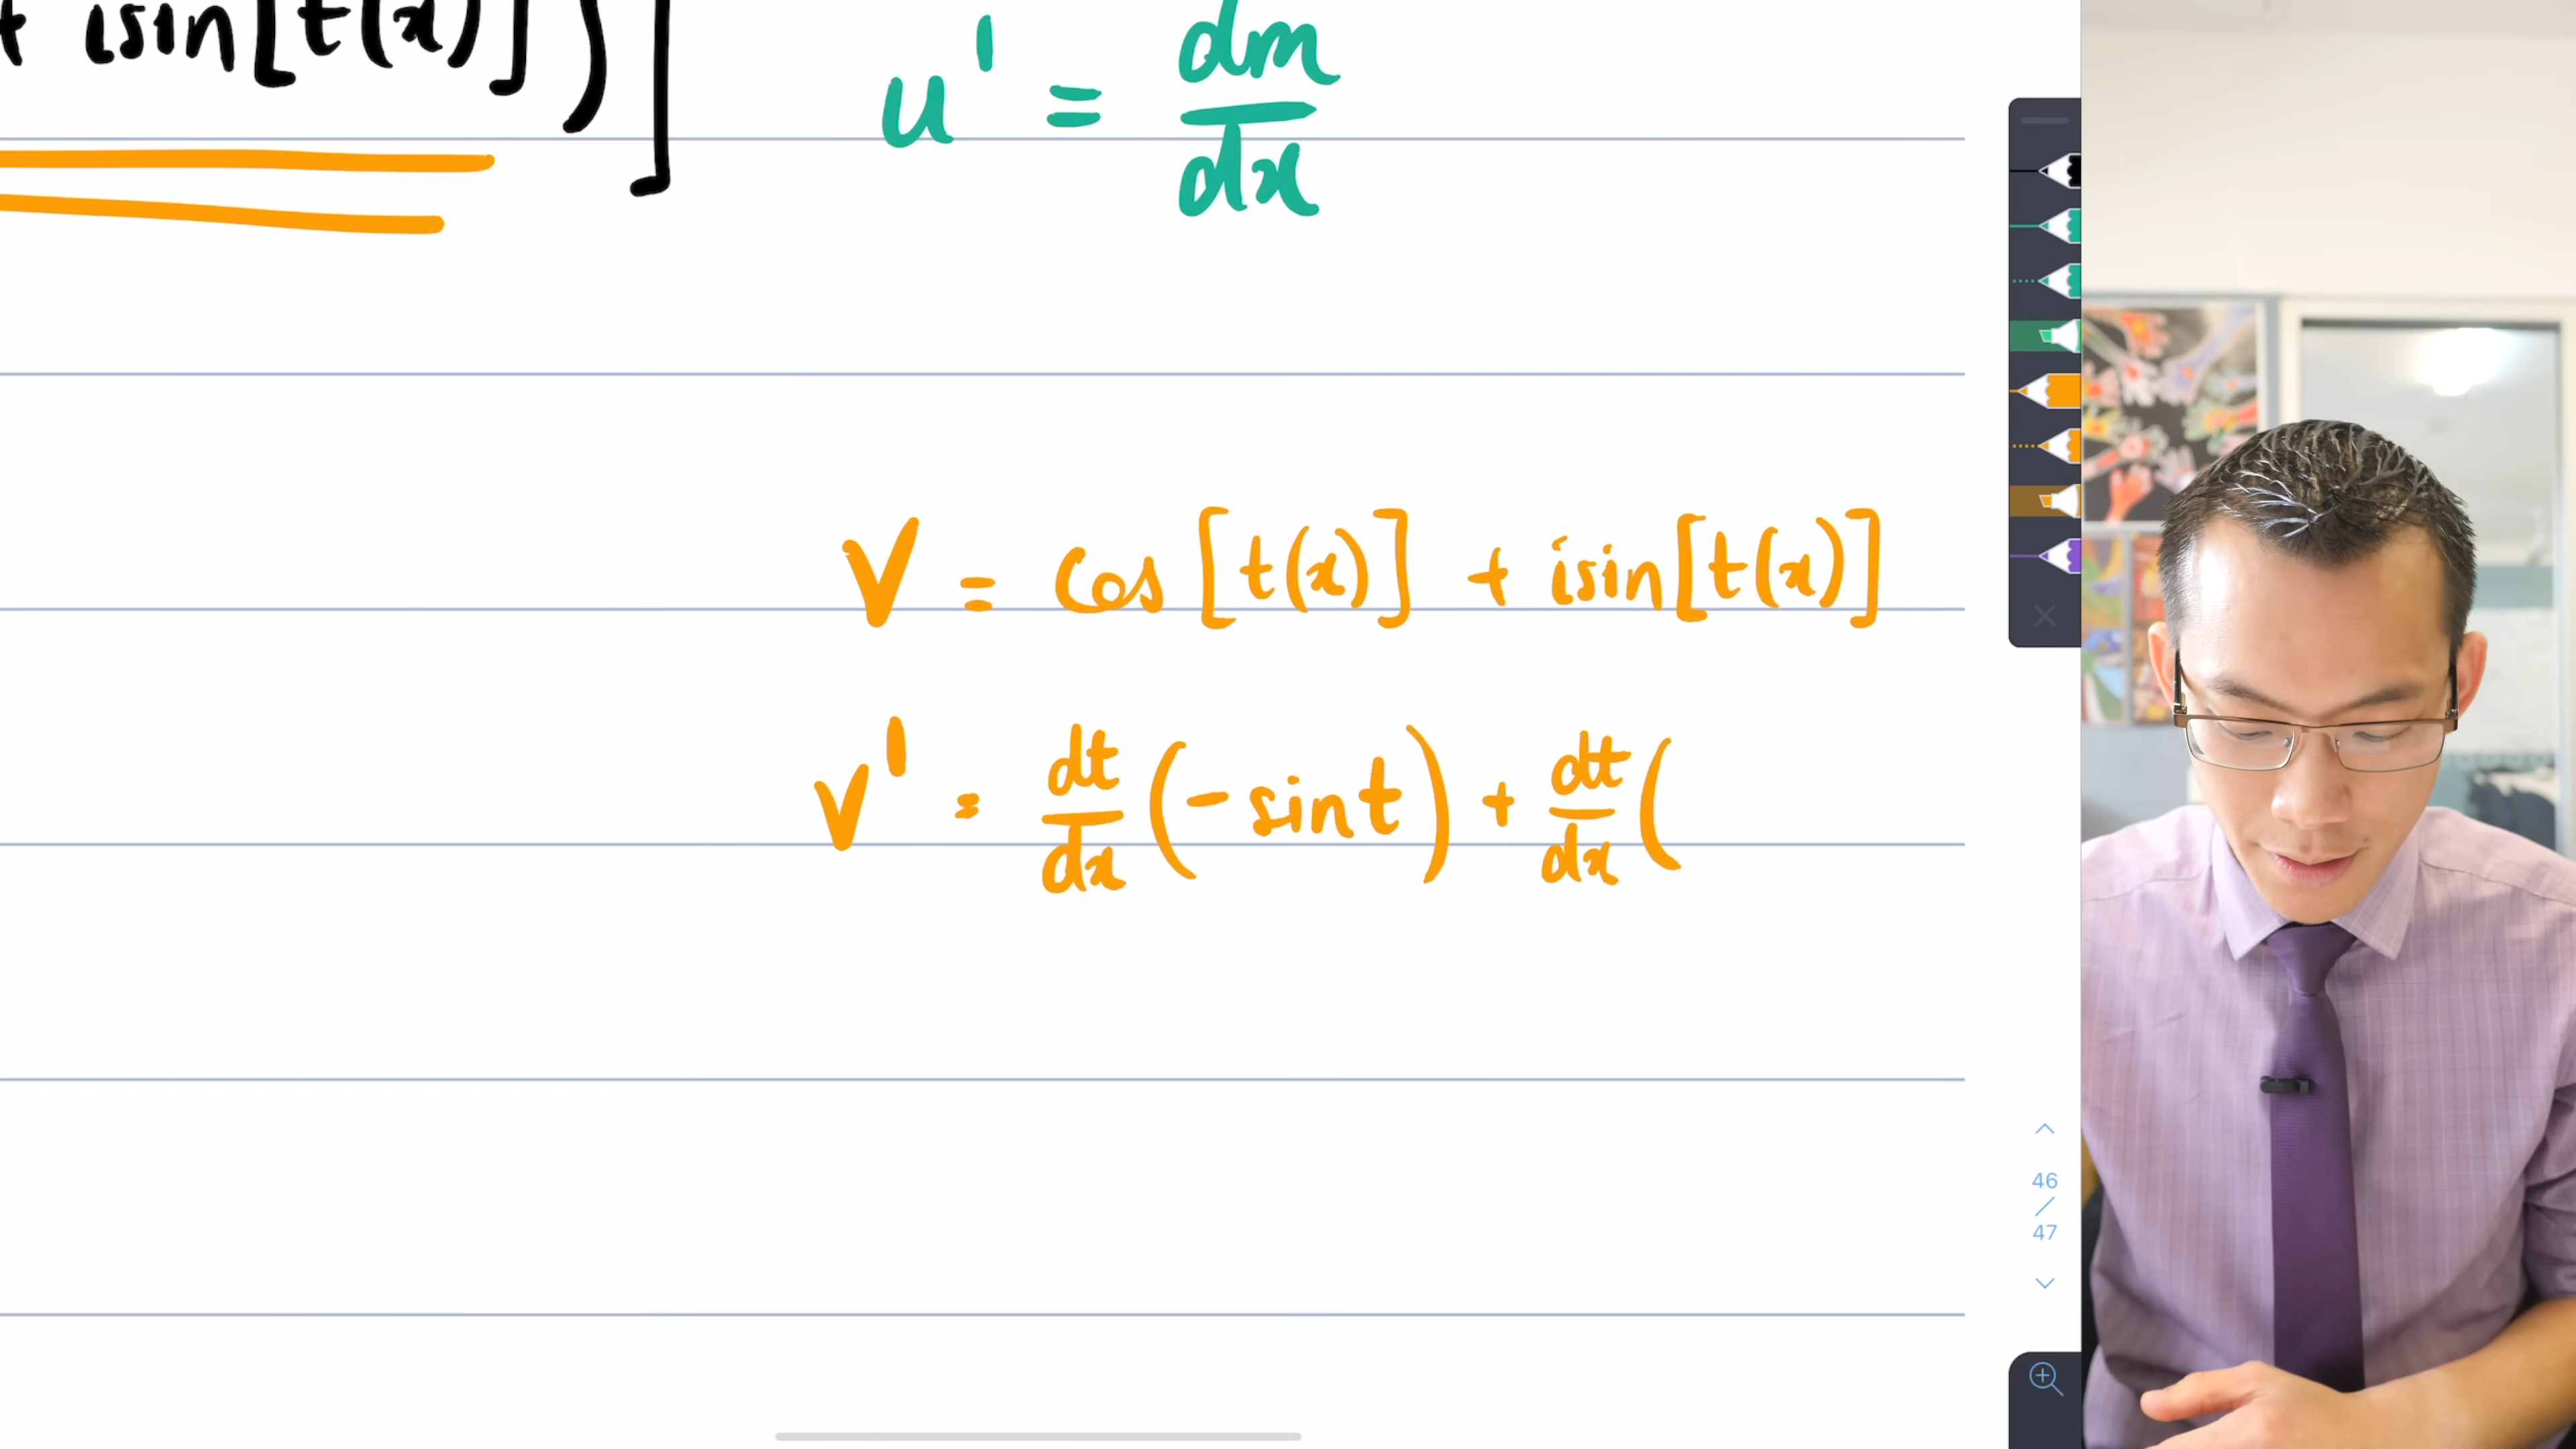 + isin[t(x)])]
u' = dm/dx
V = cos[t(x)] + isin[t(x)]
V' = dt/dx(-sint) + dt/dx(
46
/
47